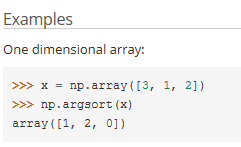 Examples
One dimensional array:
>>> x = np.array([3, 1, 2])
>>> np.argsort(x)
array([1, 2, 0])